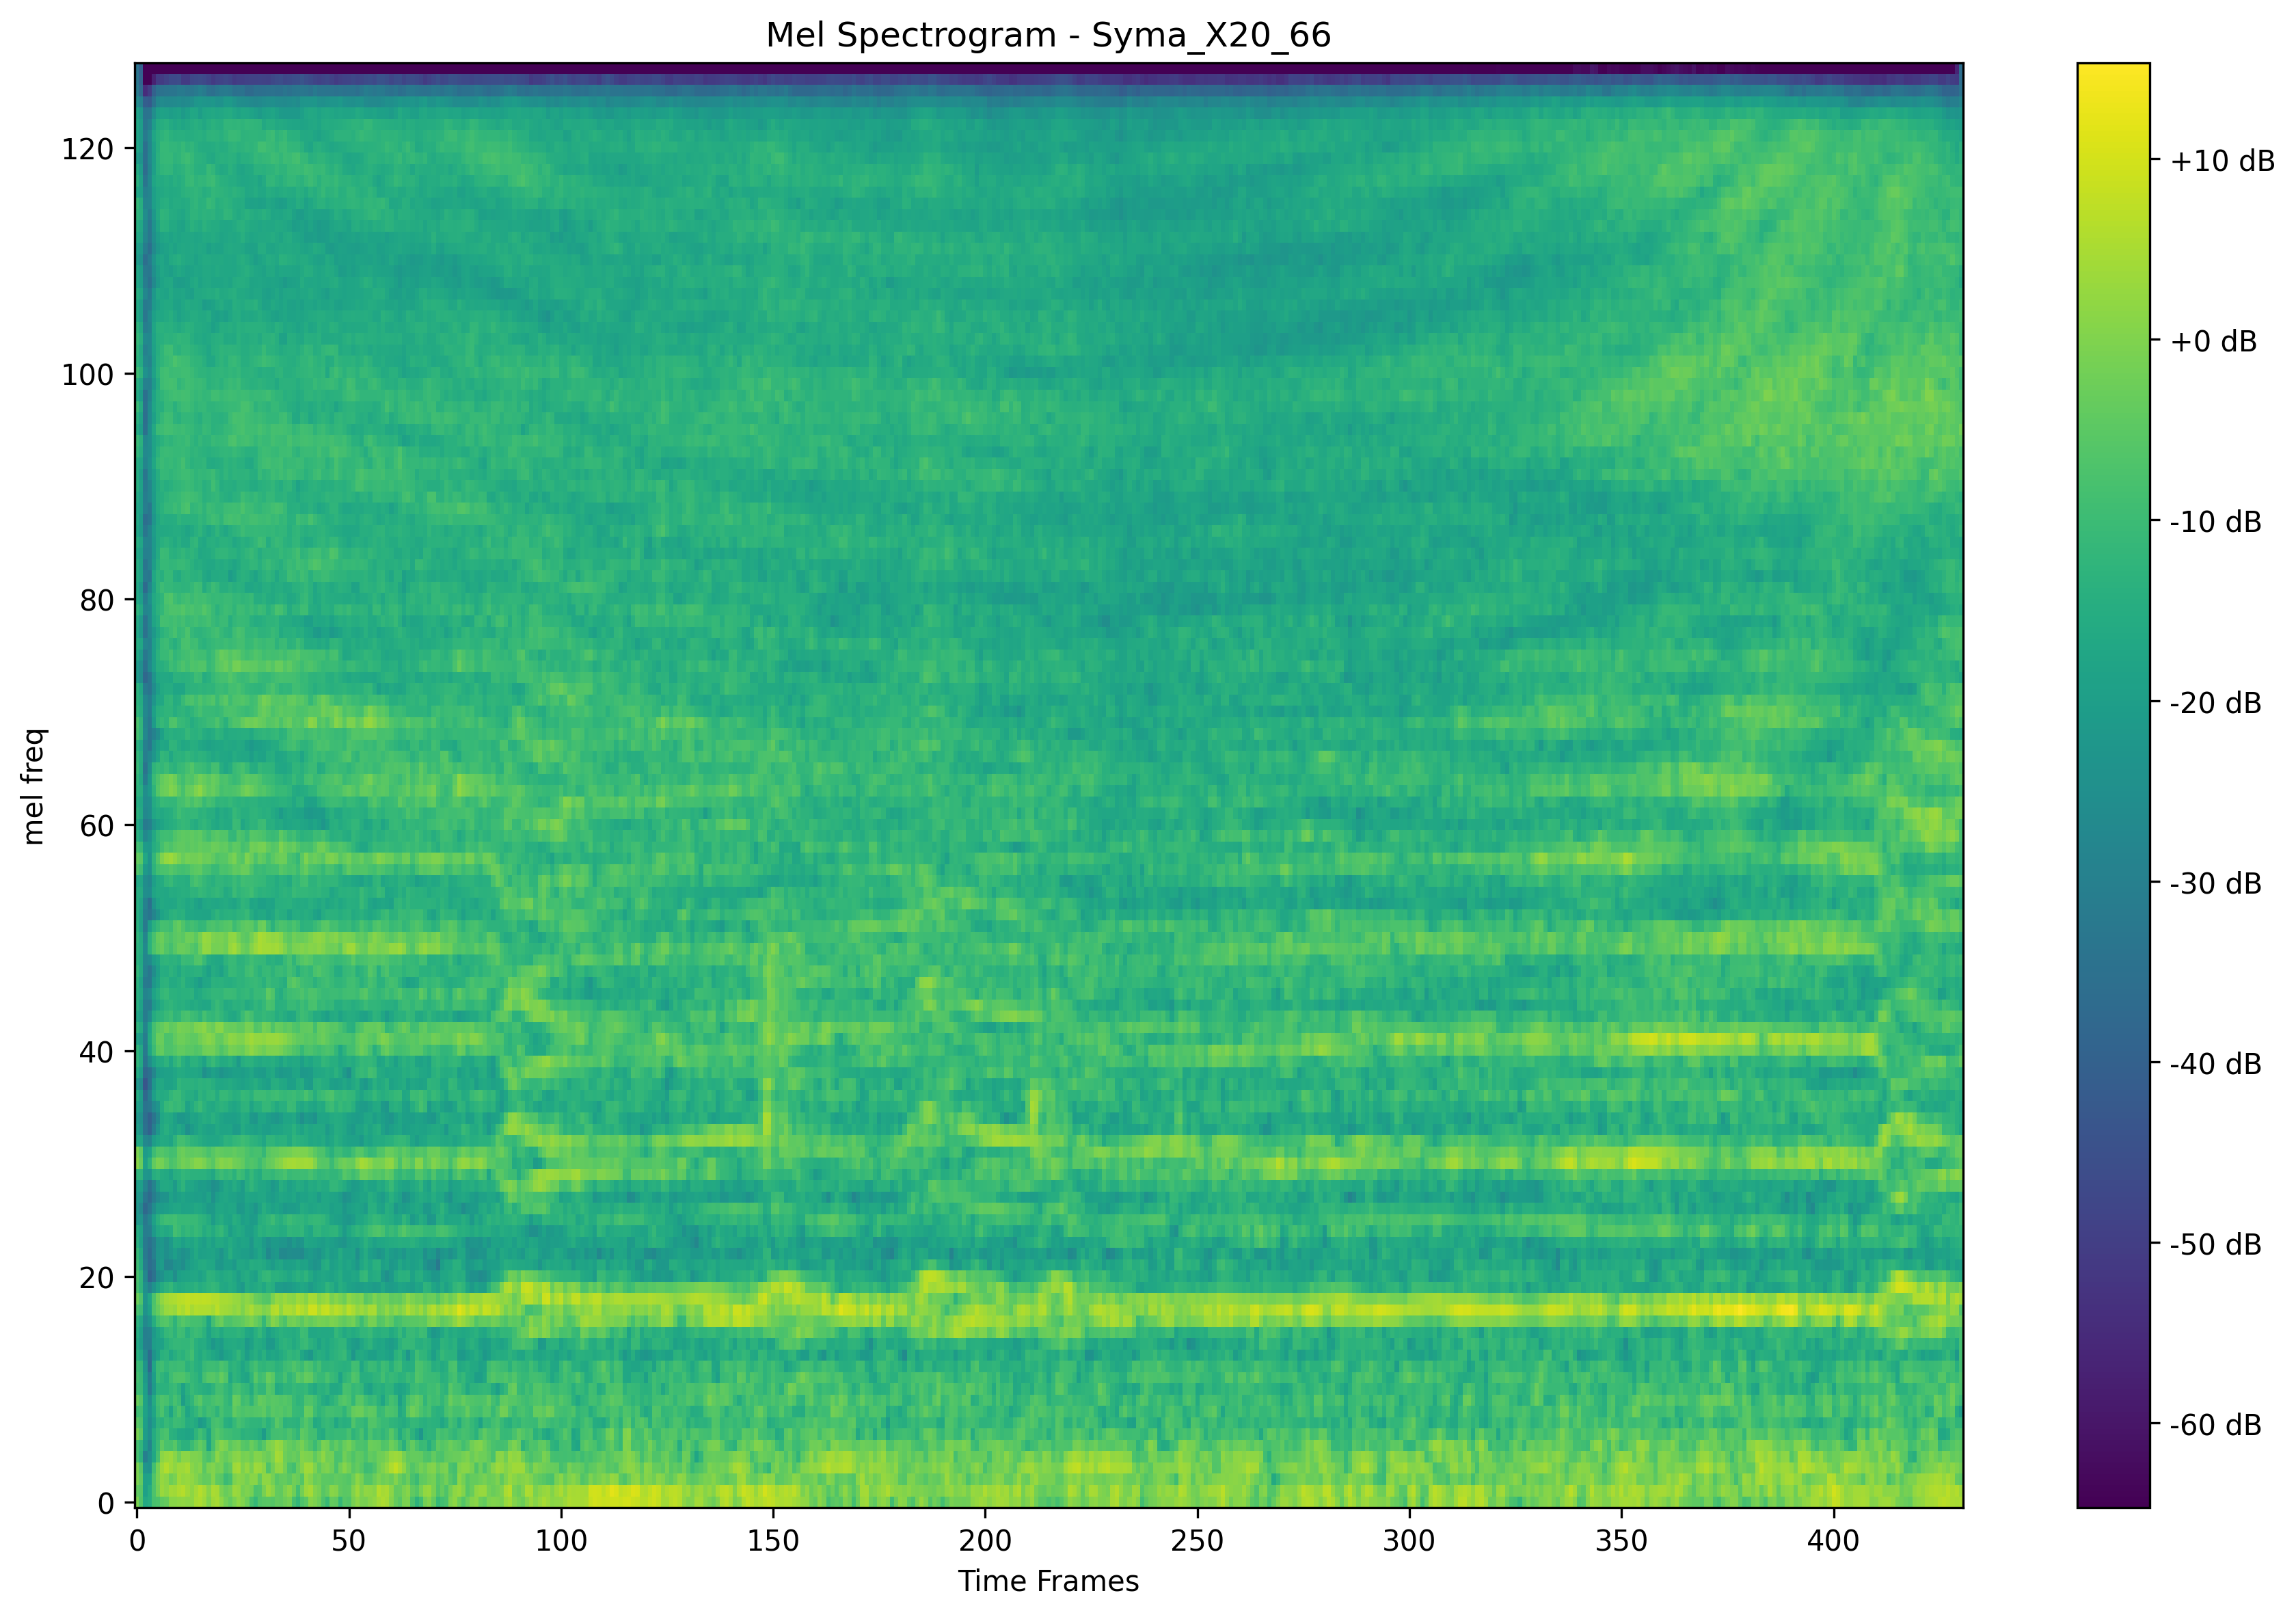 Mel Spectrogram - Syma_X20_66
120
100
80
60
40
20
0
mel freq
0 50 100 150 200 250 300 350 400
Time Frames
+10 dB
+0 dB
-10 dB
-20 dB
-30 dB
-40 dB
-50 dB
-60 dB